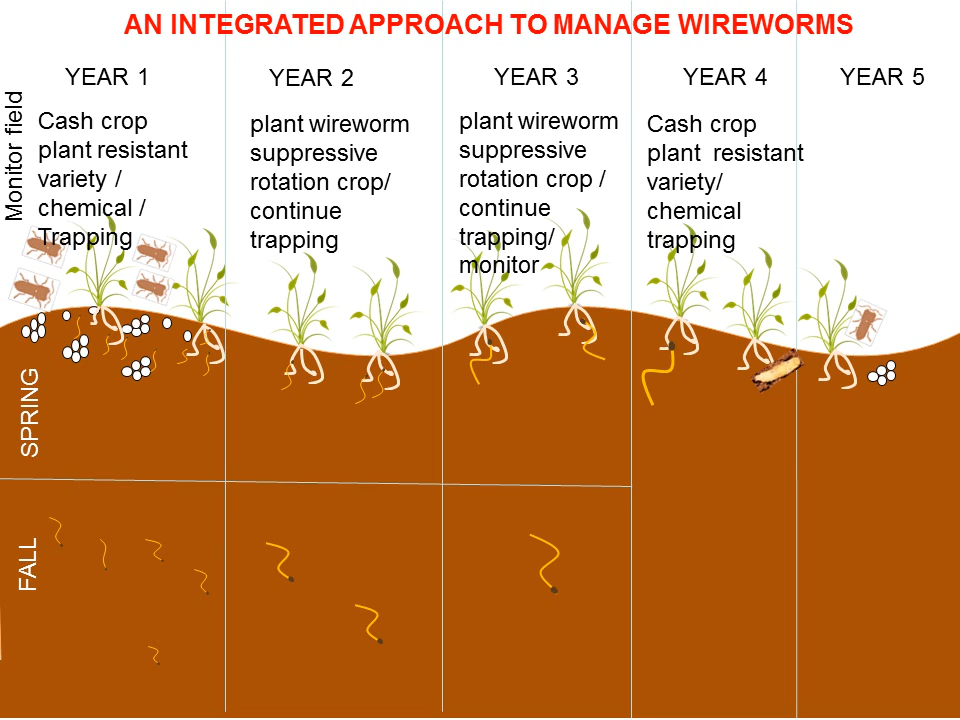 AN INTEGRATED APPROACH TO MANAGE WIREWORMS
YEAR 1
YEAR 2
YEAR 3
YEAR 4
YEAR 5
Monitor field
Cash crop
plant resistant
variety /
chemical /
Trapping
plant wireworm
suppressive
rotation crop/
continue
trapping
plant wireworm
suppressive
rotation crop /
continue
trapping/
monitor
Cash crop
plant resistant
variety/
chemical
trapping
SPRING
FALL